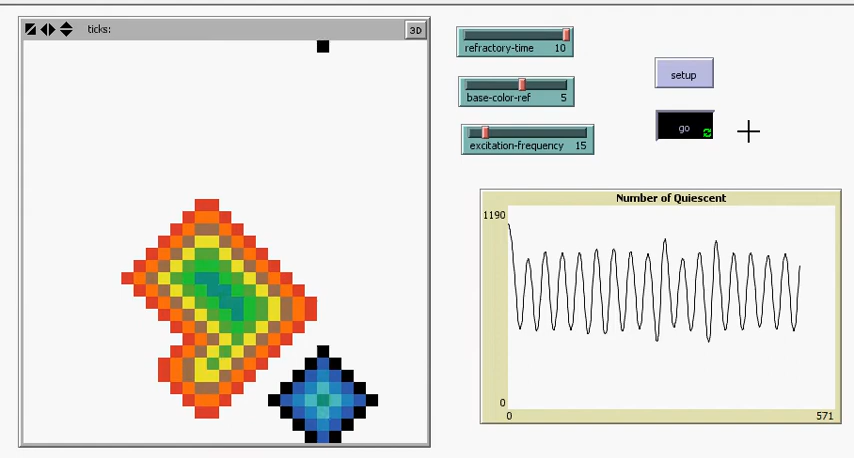 ticks:
3D
refractory-time 10
base-color-ref 5
excitation-frequency 15
setup
go
Number of Quiescent
1190
0
0 571